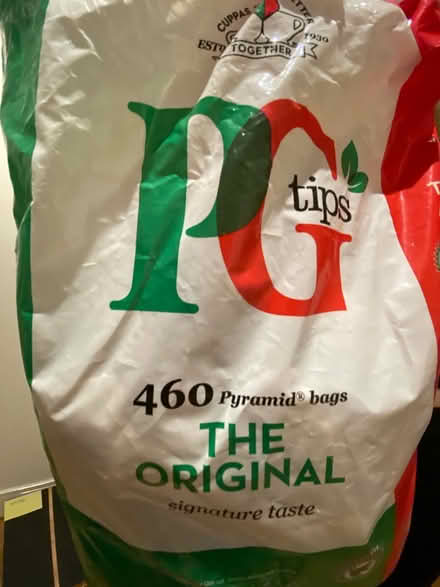 CUPPAS
ESTD TOGETHER 1930
PG
tips
460 Pyramid® bags
THE
ORIGINAL
signature taste